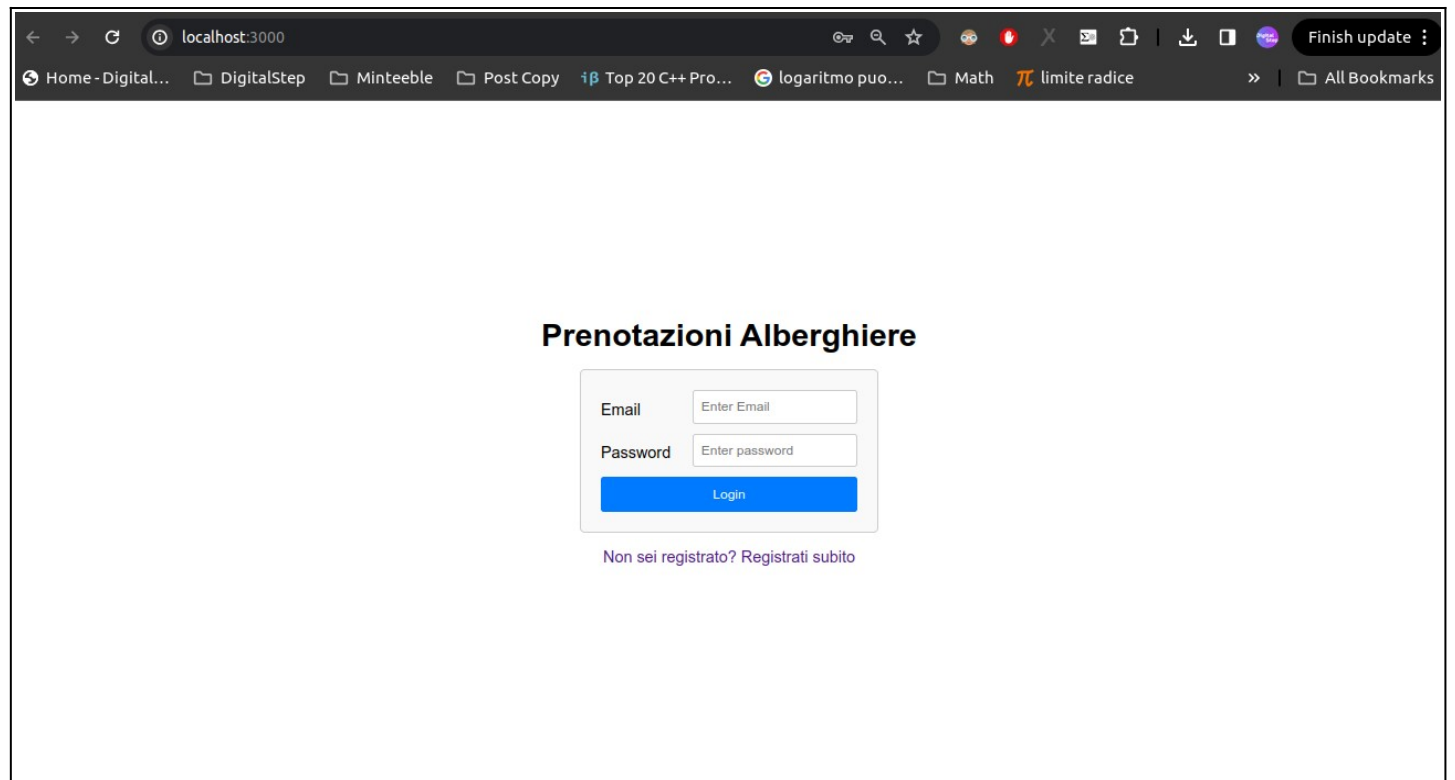 localhost:3000
Finish update
Home - Digital... DigitalStep Minteeble Post Copy iβ Top 20 C++ Pro... logaritmo puo... Math π limite radice » All Bookmarks
Prenotazioni Alberghiere
Email Enter Email
Password Enter password
Login
Non sei registrato? Registrati subito